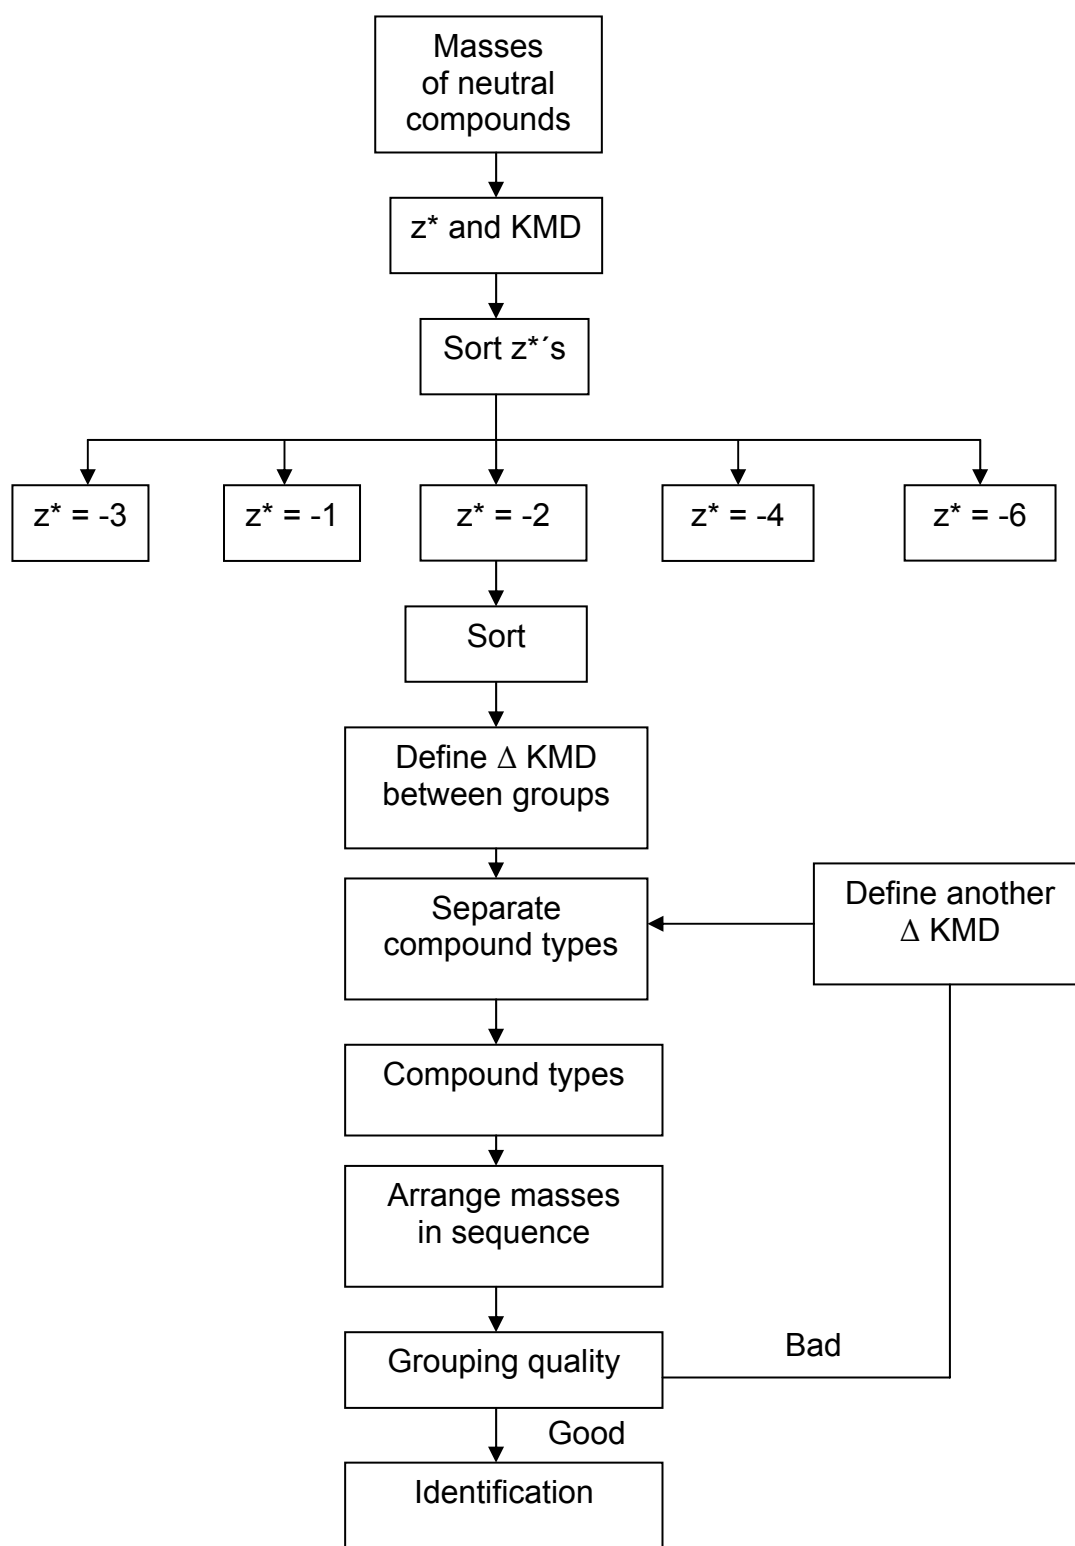 Masses
of neutral
compounds
z* and KMD
Sort z*´s
z* = -3
z* = -1
z* = -2
z* = -4
z* = -6
Sort
Define Δ KMD
between groups
Separate
compound types
Define another
Δ KMD
Compound types
Arrange masses
in sequence
Grouping quality
Bad
Good
Identification